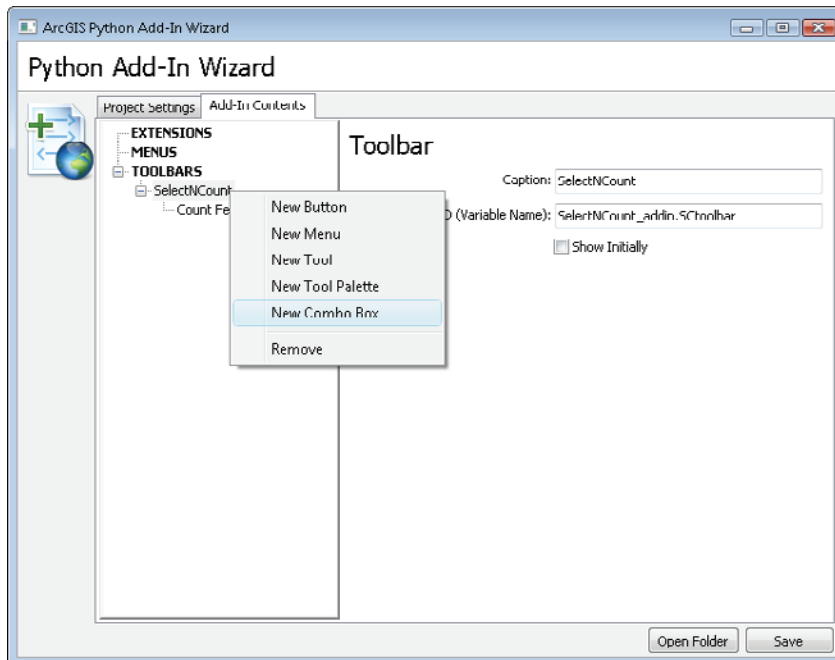 ArcGIS Python Add-In Wizard
Python Add-In Wizard
Project Settings
Add-In Contents
EXTENSIONS
MENUS
TOOLBARS
SelectNCount
Count Fe
New Button
New Menu
New Tool
New Tool Palette
New Combo Box
Remove
Toolbar
Caption: SelectNCount
(Variable Name): SelectNCount_addin.SCtoolbar
Show Initially
Open Folder
Save